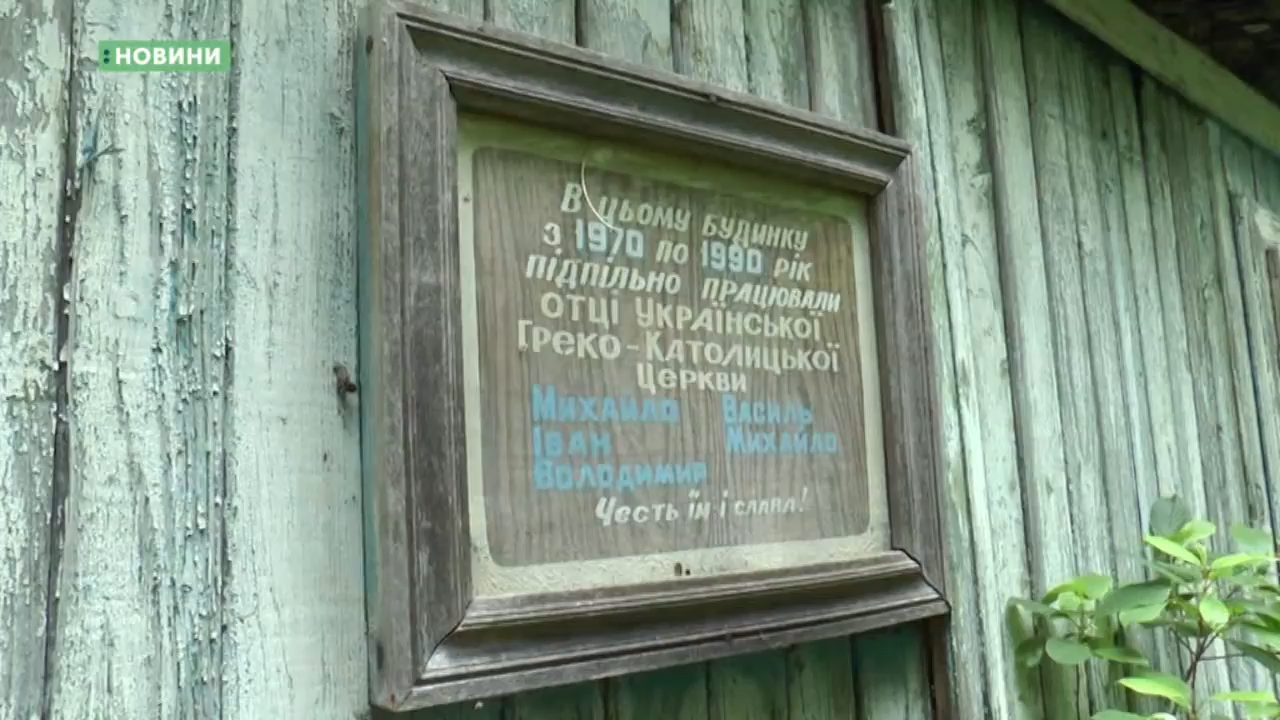 НОВИНИ
В ЦЬОМУ БУДИНКУ
З 1970 ПО 1990 РІК
ПІДПІЛЬНО ПРАЦЮВАЛИ
ОТЦІ УКРАЇНСЬКОЇ
ГРЕКО-КАТОЛИЦЬКОЇ
ЦЕРКВИ
МИХАЙЛО ВАСИЛЬ
ІВАН МИХАЙЛО
ВОЛОДИМИР
Честь їм і слава!